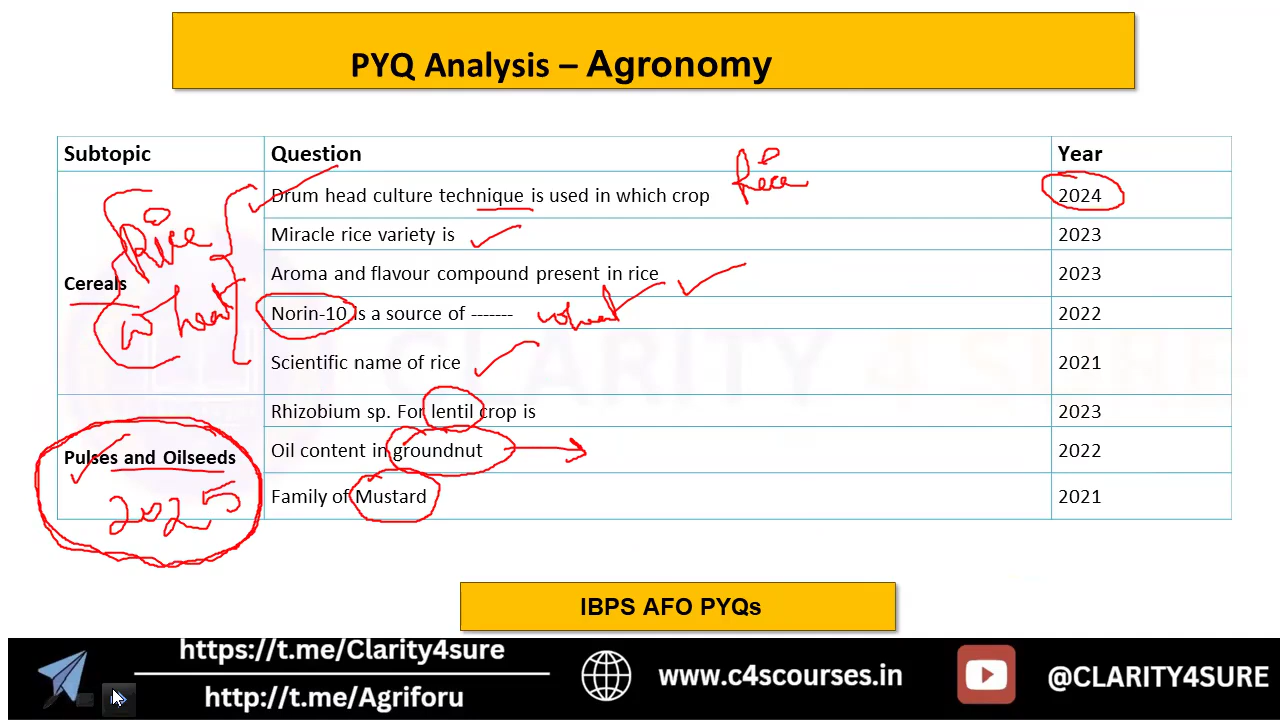 PYQ Analysis – Agronomy
Subtopic Question Year
Drum head culture technique is used in which crop Rice 2024
Miracle rice variety is 2023
Rice
Aroma and flavour compound present in rice 2023
Cereals
wheat
Norin-10 is a source of ------- wheat 2022
Scientific name of rice 2021
Rhizobium sp. For lentil crop is 2023
Oil content in groundnut 2022
Pulses and Oilseeds
2025
Family of Mustard 2021
IBPS AFO PYQs
https://t.me/Clarity4sure
http://t.me/Agriforu
www.c4scourses.in
@CLARITY4SURE
CLARITY 4 SURE